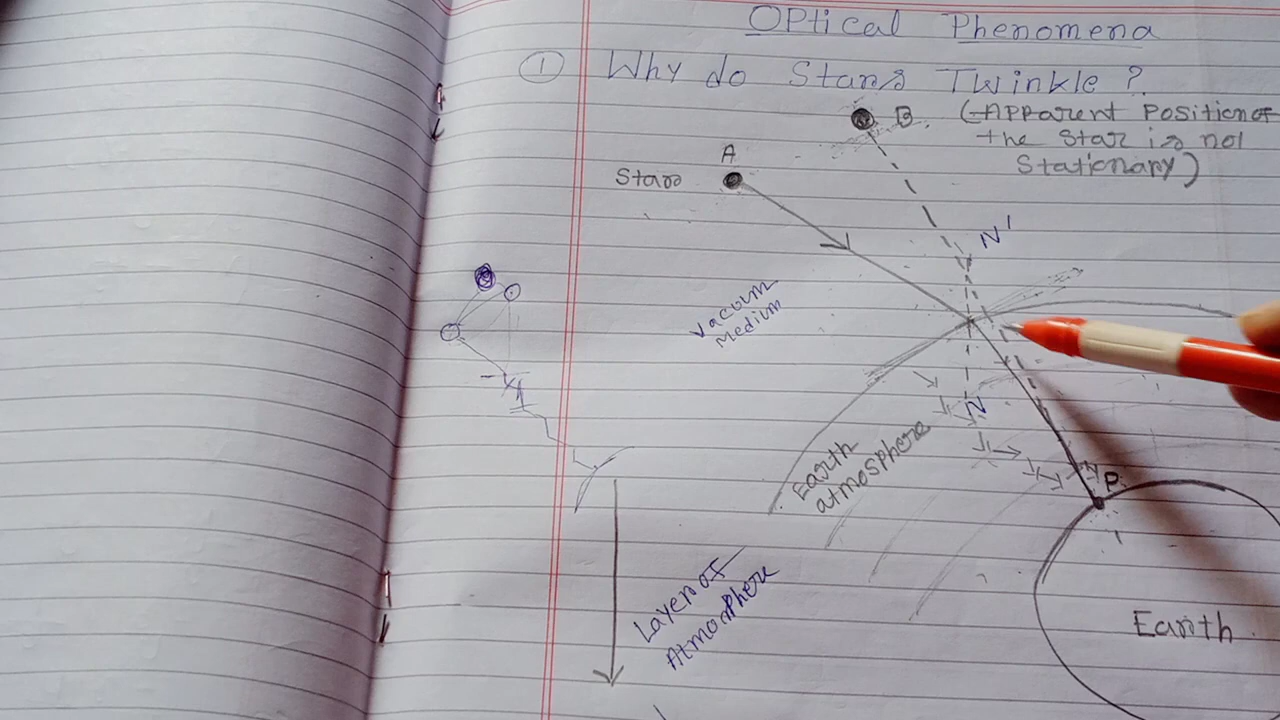 OPtical Phenomena
① Why do Stars Twinkle?
B. (Apparent Position of
the Star is not
Stationary)
A
Stars
N'
Vacuum
Medium
N
Earth
atmosphere
P
Layer of
Atmosphere
Earth